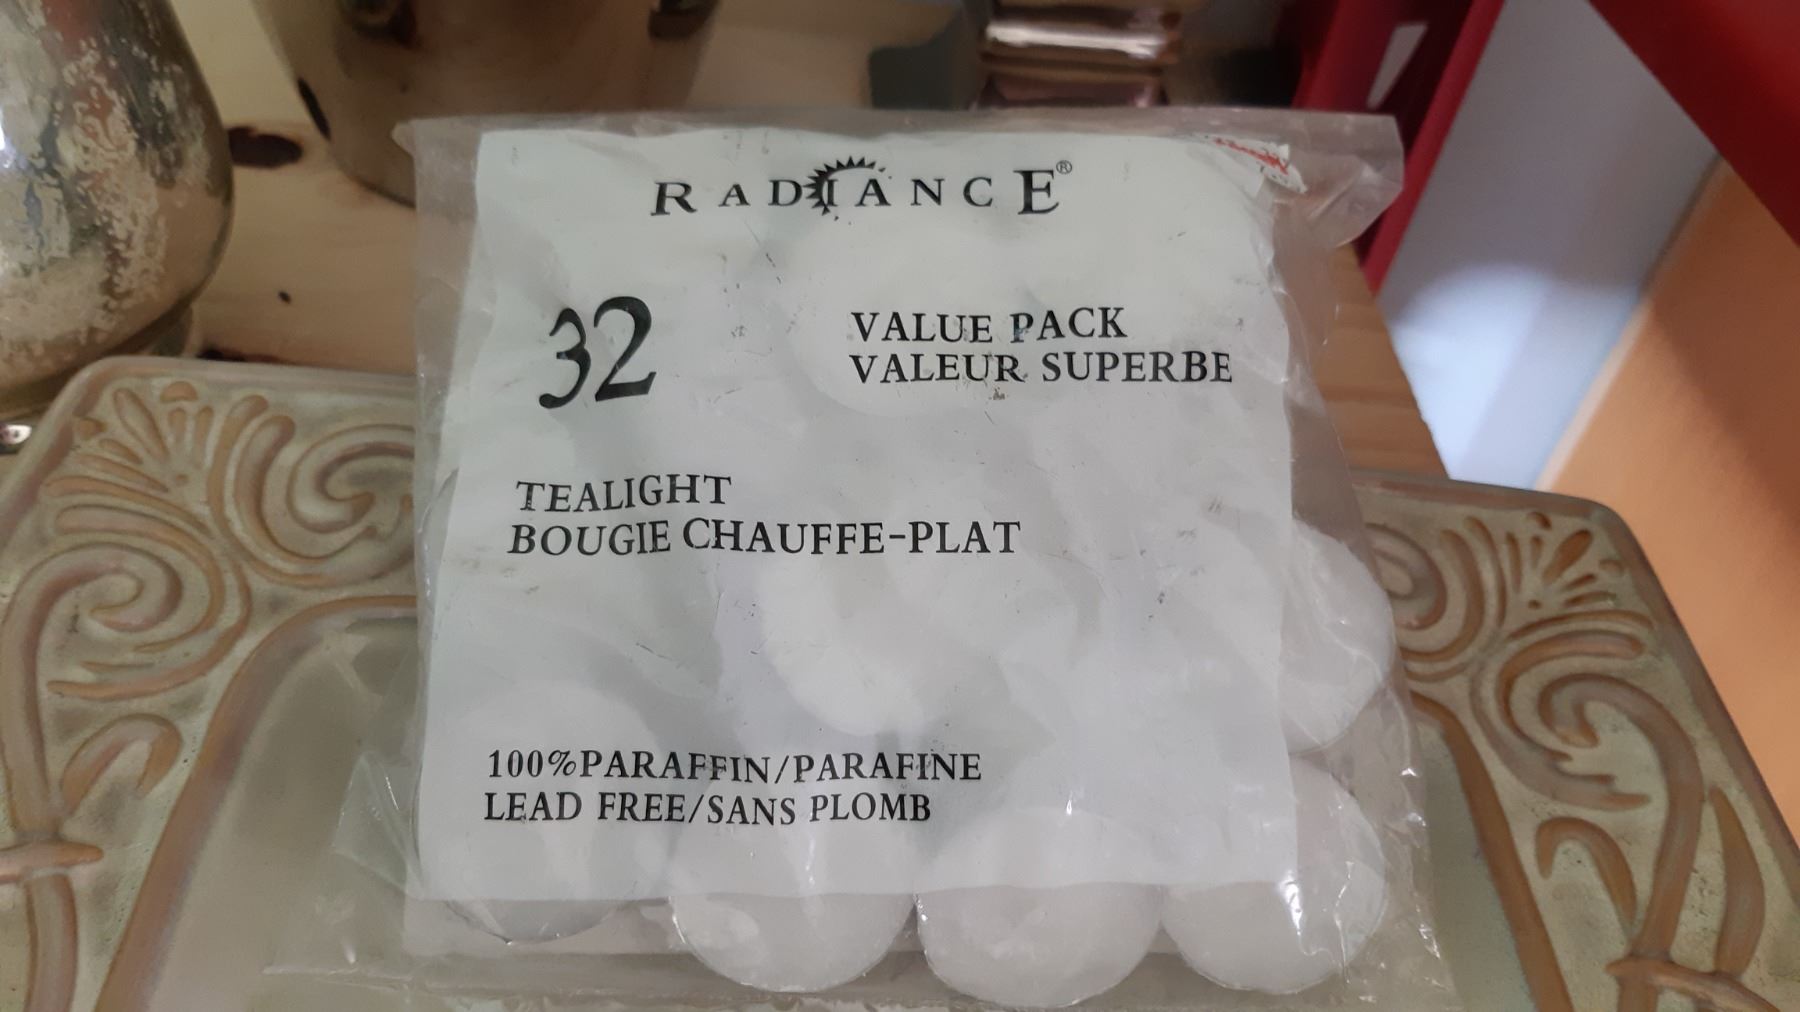 RADIANCE®
32
VALUE PACK
VALEUR SUPERBE
TEALIGHT
BOUGIE CHAUFFE-PLAT
100%PARAFFIN/PARAFINE
LEAD FREE/SANS PLOMB